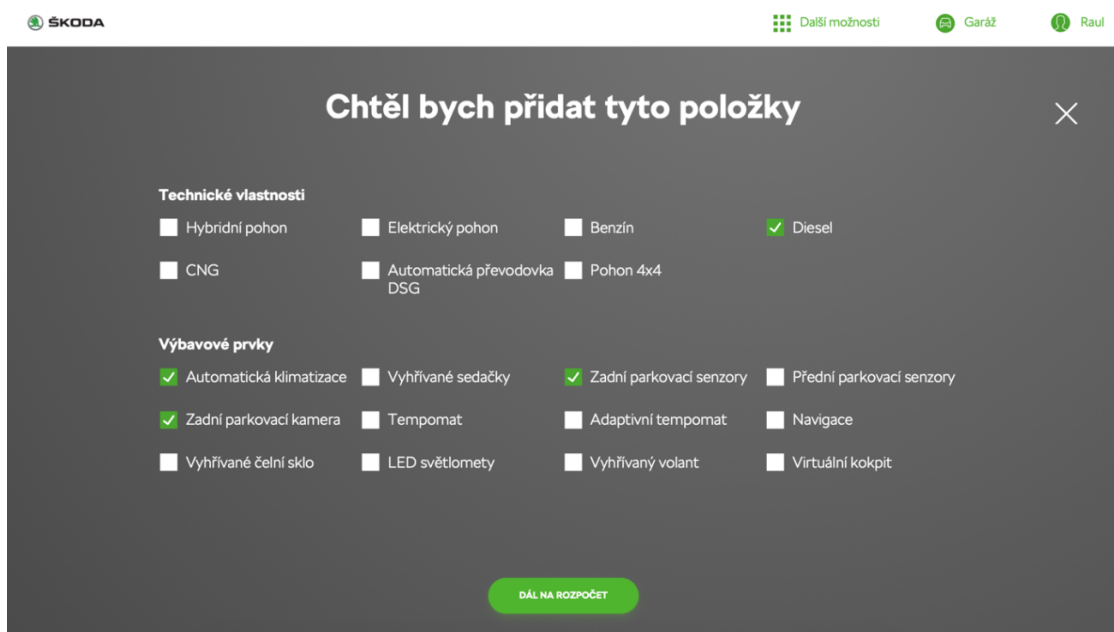 ŠKODA
Další možnosti
Garáž
Raul
Chtěl bych přidat tyto položky
Technické vlastnosti
Hybridní pohon
Elektrický pohon
Benzín
Diesel
CNG
Automatická převodovka
DSG
Pohon 4x4
Výbavové prvky
Automatická klimatizace
Vyhřívané sedačky
Zadní parkovací senzory
Přední parkovací senzory
Zadní parkovací kamera
Tempomat
Adaptivní tempomat
Navigace
Vyhřívané čelní sklo
LED světlomety
Vyhřívaný volant
Virtuální kokpit
DÁL NA ROZPOČET